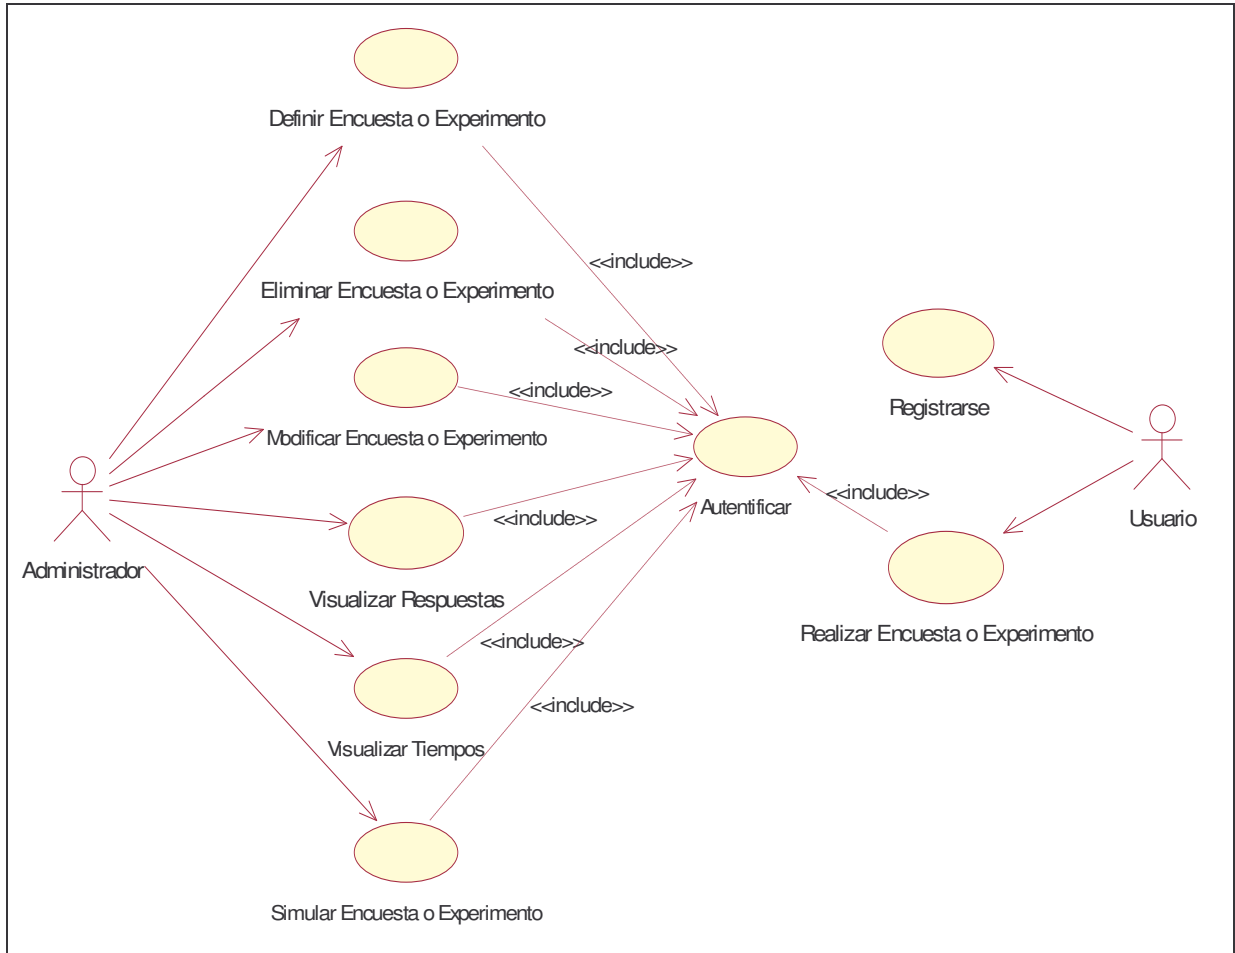 Definir Encuesta o Experimento
<<include>>
Eliminar Encuesta o Experimento
<<include>>
<<include>>
Registrarse
Modificar Encuesta o Experimento
Autentificar
<<include>>
<<include>>
Usuario
Administrador
Visualizar Respuestas
Realizar Encuesta o Experimento
<<include>>
<<include>>
Visualizar Tiempos
Simular Encuesta o Experimento